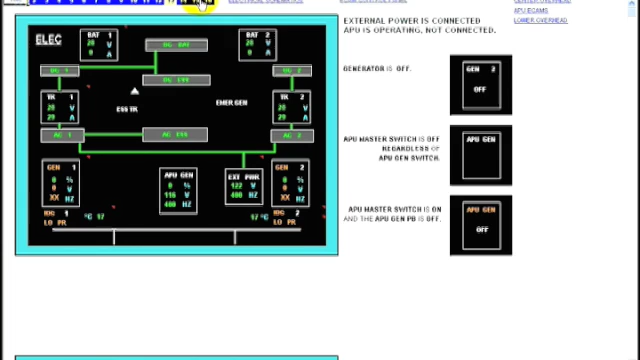 ELECTRICAL SCHEMATIC
CENTER OVERHEAD
APU ECAMS
LOWER OVERHEAD
EXTERNAL POWER IS CONNECTED
APU IS OPERATING, NOT CONNECTED.
ELEC
BAT 1
28 V
0 A
BAT 2
28 V
0 A
DC BAT
DC 1
DC ESS
DC 2
TR 1
28 V
29 A
ESS TR
EMER GEN
TR 2
28 V
29 A
AC 1
AC ESS
AC 2
GEN 1
0 %
0 V
XX HZ
APU GEN
0 %
116 V
400 HZ
EXT PWR
122 V
400 HZ
GEN 2
0 %
0 V
XX HZ
IDG 1
LO PR
°C 17
17 °C
IDG 2
LO PR
GENERATOR IS OFF.
GEN 2
OFF
APU MASTER SWITCH IS OFF
REGARDLESS OF
APU GEN SWITCH.
APU GEN
APU MASTER SWITCH IS ON
AND THE APU GEN PB IS OFF.
APU GEN
OFF